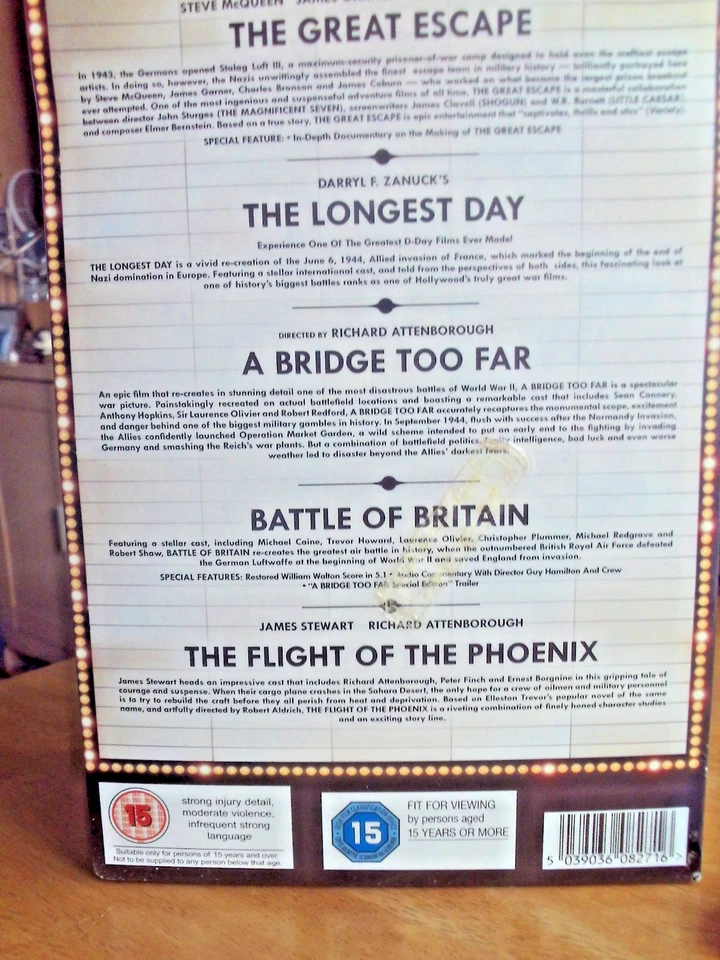 STEVE McQUEEN JAMES
THE GREAT ESCAPE
In 1943, the Germans opened Stalag Luft III, a maximum-security prisoner-of-war camp designed to hold even the craftiest escape
artists. In doing so, however, the Nazis unwittingly assembled the finest escape team in military history — brilliantly portrayed here
by Steve McQueen, James Garner, Charles Bronson and James Coburn — who worked on what became the largest prison breakout
ever attempted. One of the most ingenious and suspenseful adventure films of all time, THE GREAT ESCAPE is a masterful collaboration
between director John Sturges (THE MAGNIFICENT SEVEN), screenwriters James Clavell (SHOGUN) and W.R. Burnett (LITTLE CAESAR),
and composer Elmer Bernstein. Based on a true story, THE GREAT ESCAPE is epic entertainment that "captivates, thrills and stirs" (Variety).
SPECIAL FEATURE: • In-Depth Documentary on the Making of THE GREAT ESCAPE
DARRYL F. ZANUCK'S
THE LONGEST DAY
Experience One Of The Greatest D-Day Films Ever Made!
THE LONGEST DAY is a vivid re-creation of the June 6, 1944, Allied invasion of France, which marked the beginning of the end of
Nazi domination in Europe. Featuring a stellar international cast, and told from the perspectives of both sides, this fascinating look at
one of history's biggest battles ranks as one of Hollywood's truly great war films.
DIRECTED BY RICHARD ATTENBOROUGH
A BRIDGE TOO FAR
An epic film that re-creates in stunning detail one of the most disastrous battles of World War II, A BRIDGE TOO FAR is a spectacular
war picture. Painstakingly recreated on actual battlefield locations and boasting a remarkable cast that includes Sean Connery,
Anthony Hopkins, Sir Laurence Olivier and Robert Redford, A BRIDGE TOO FAR accurately recaptures the monumental scope, excitement
and danger behind one of the biggest military gambles in history. In September 1944, flush with success after the Normandy Invasion,
the Allies confidently launched Operation Market Garden, a wild scheme intended to put an early end to the fighting by invading
Germany and smashing the Reich's war plants. But a combination of battlefield politics, faulty intelligence, bad luck and even worse
weather led to disaster beyond the Allies' darkest fears.
BATTLE OF BRITAIN
Featuring a stellar cast, including Michael Caine, Trevor Howard, Laurence Olivier, Christopher Plummer, Michael Redgrave and
Robert Shaw, BATTLE OF BRITAIN re-creates the greatest air battle in history, when the outnumbered British Royal Air Force defeated
the German Luftwaffe at the beginning of World War II and saved England from invasion.
SPECIAL FEATURES: Restored William Walton Score in 5.1 • Audio Commentary With Director Guy Hamilton And Crew
• "A BRIDGE TOO FAR Special Edition" Trailer
JAMES STEWART RICHARD ATTENBOROUGH
THE FLIGHT OF THE PHOENIX
James Stewart heads an impressive cast that includes Richard Attenborough, Peter Finch and Ernest Borgnine in this gripping tale of
courage and suspense. When their cargo plane crashes in the Sahara Desert, the only hope for a crew of oilmen and military personnel
is to try to rebuild the craft before they all perish from heat and deprivation. Based on Elleston Trevor's popular novel of the same
name, and artfully directed by Robert Aldrich, THE FLIGHT OF THE PHOENIX is a riveting combination of finely honed character studies
and an exciting story line.
15
strong injury detail,
moderate violence,
infrequent strong
language
Suitable only for persons of 15 years and over
Not to be supplied to any person below that age.
15
FIT FOR VIEWING
by persons aged
15 YEARS OR MORE
5 039036 082716 >